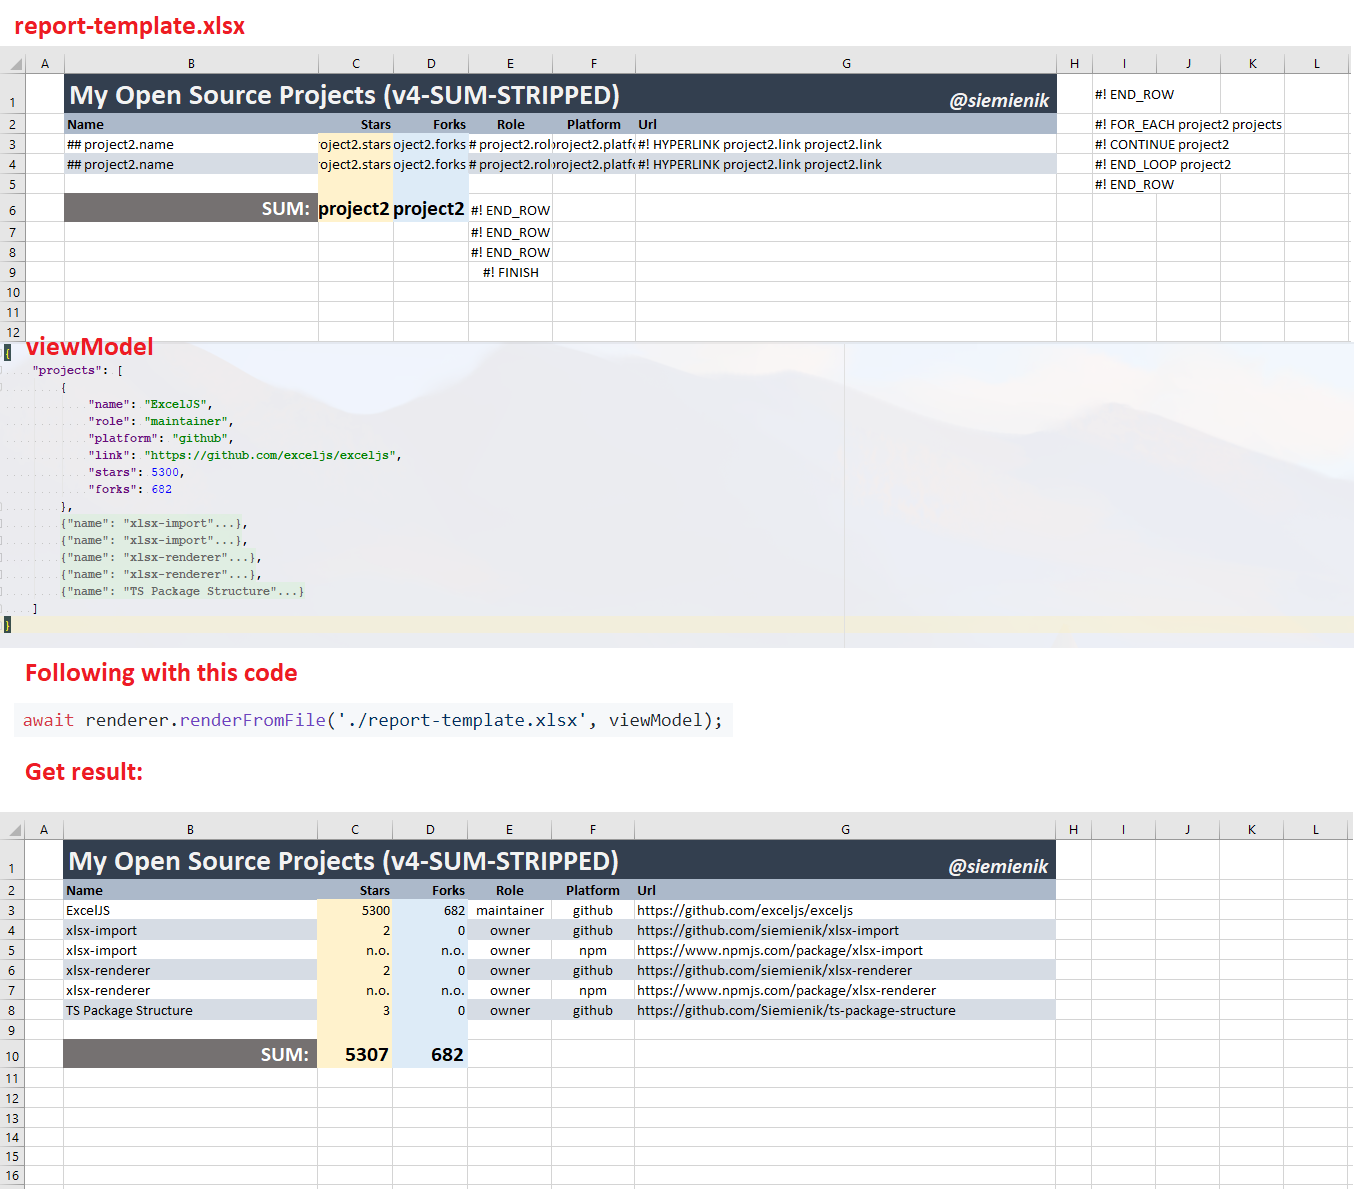 report-template.xlsx
A B C D E F G H I J K L
1 My Open Source Projects (v4-SUM-STRIPPED) @siemienik #! END_ROW
2 Name Stars Forks Role Platform Url #! FOR_EACH project2 projects
3 ## project2.name roject2.stars oject2.forks # project2.rol project2.platfo #! HYPERLINK project2.link project2.link #! CONTINUE project2
4 ## project2.name roject2.stars oject2.forks # project2.rol project2.platfo #! HYPERLINK project2.link project2.link #! END_LOOP project2
5 #! END_ROW
6 SUM: project2 project2 #! END_ROW
7 #! END_ROW
8 #! END_ROW
9 #! FINISH
10
11
12
viewModel
{
"projects": [
{
"name": "ExcelJS",
"role": "maintainer",
"platform": "github",
"link": "https://github.com/exceljs/exceljs",
"stars": 5300,
"forks": 682
},
{"name": "xlsx-import"...},
{"name": "xlsx-import"...},
{"name": "xlsx-renderer"...},
{"name": "xlsx-renderer"...},
{"name": "TS Package Structure"...}
]
}
Following with this code
await renderer.renderFromFile('./report-template.xlsx', viewModel);
Get result:
A B C D E F G H I J K L
1 My Open Source Projects (v4-SUM-STRIPPED) @siemienik
2 Name Stars Forks Role Platform Url
3 ExcelJS 5300 682 maintainer github https://github.com/exceljs/exceljs
4 xlsx-import 2 0 owner github https://github.com/siemienik/xlsx-import
5 xlsx-import n.o. n.o. owner npm https://www.npmjs.com/package/xlsx-import
6 xlsx-renderer 2 0 owner github https://github.com/siemienik/xlsx-renderer
7 xlsx-renderer n.o. n.o. owner npm https://www.npmjs.com/package/xlsx-renderer
8 TS Package Structure 3 0 owner github https://github.com/Siemienik/ts-package-structure
9
10 SUM: 5307 682
11
12
13
14
15
16